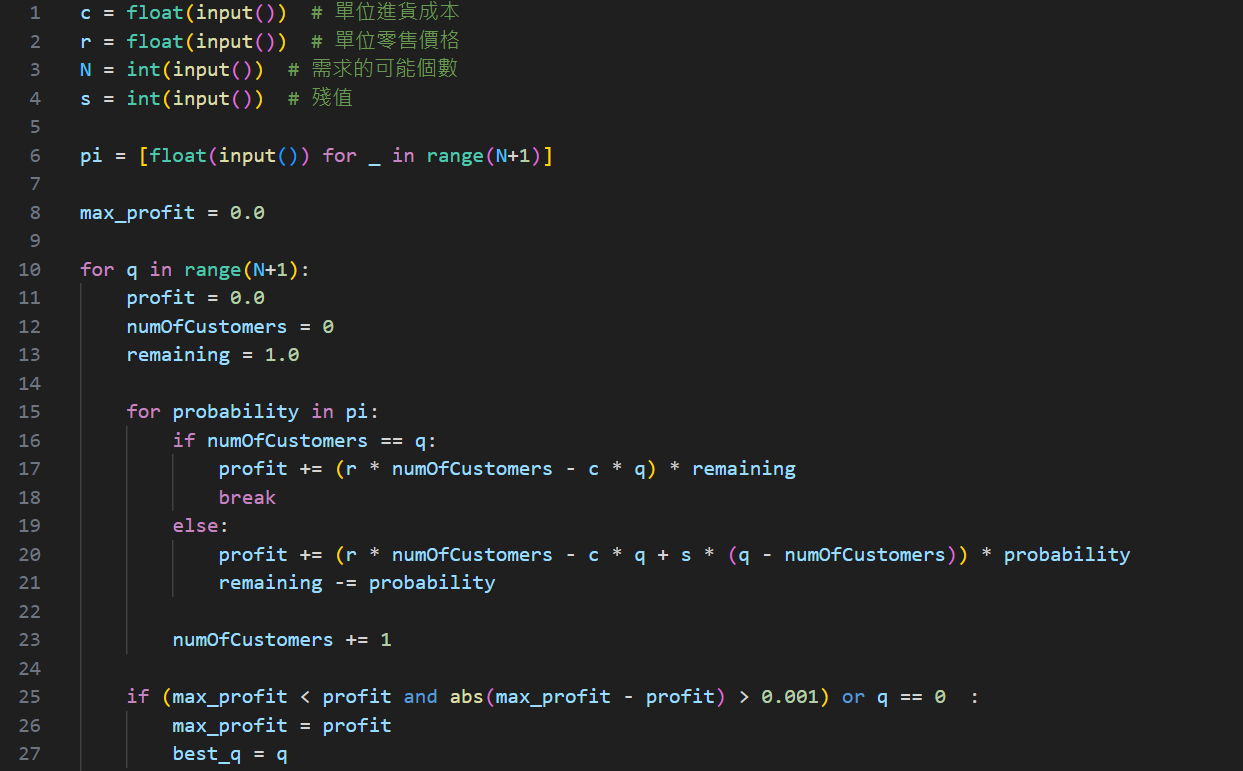 1 c = float(input())  # 單位進貨成本
2 r = float(input())  # 單位零售價格
3 N = int(input())  # 需求的可能個數
4 s = int(input())  # 殘值
5
6 pi = [float(input()) for _ in range(N+1)]
7
8 max_profit = 0.0
9
10 for q in range(N+1):
11     profit = 0.0
12     numOfCustomers = 0
13     remaining = 1.0
14
15     for probability in pi:
16         if numOfCustomers == q:
17             profit += (r * numOfCustomers - c * q) * remaining
18             break
19         else:
20             profit += (r * numOfCustomers - c * q + s * (q - numOfCustomers)) * probability
21             remaining -= probability
22
23         numOfCustomers += 1
24
25     if (max_profit < profit and abs(max_profit - profit) > 0.001) or q == 0  :
26         max_profit = profit
27         best_q = q